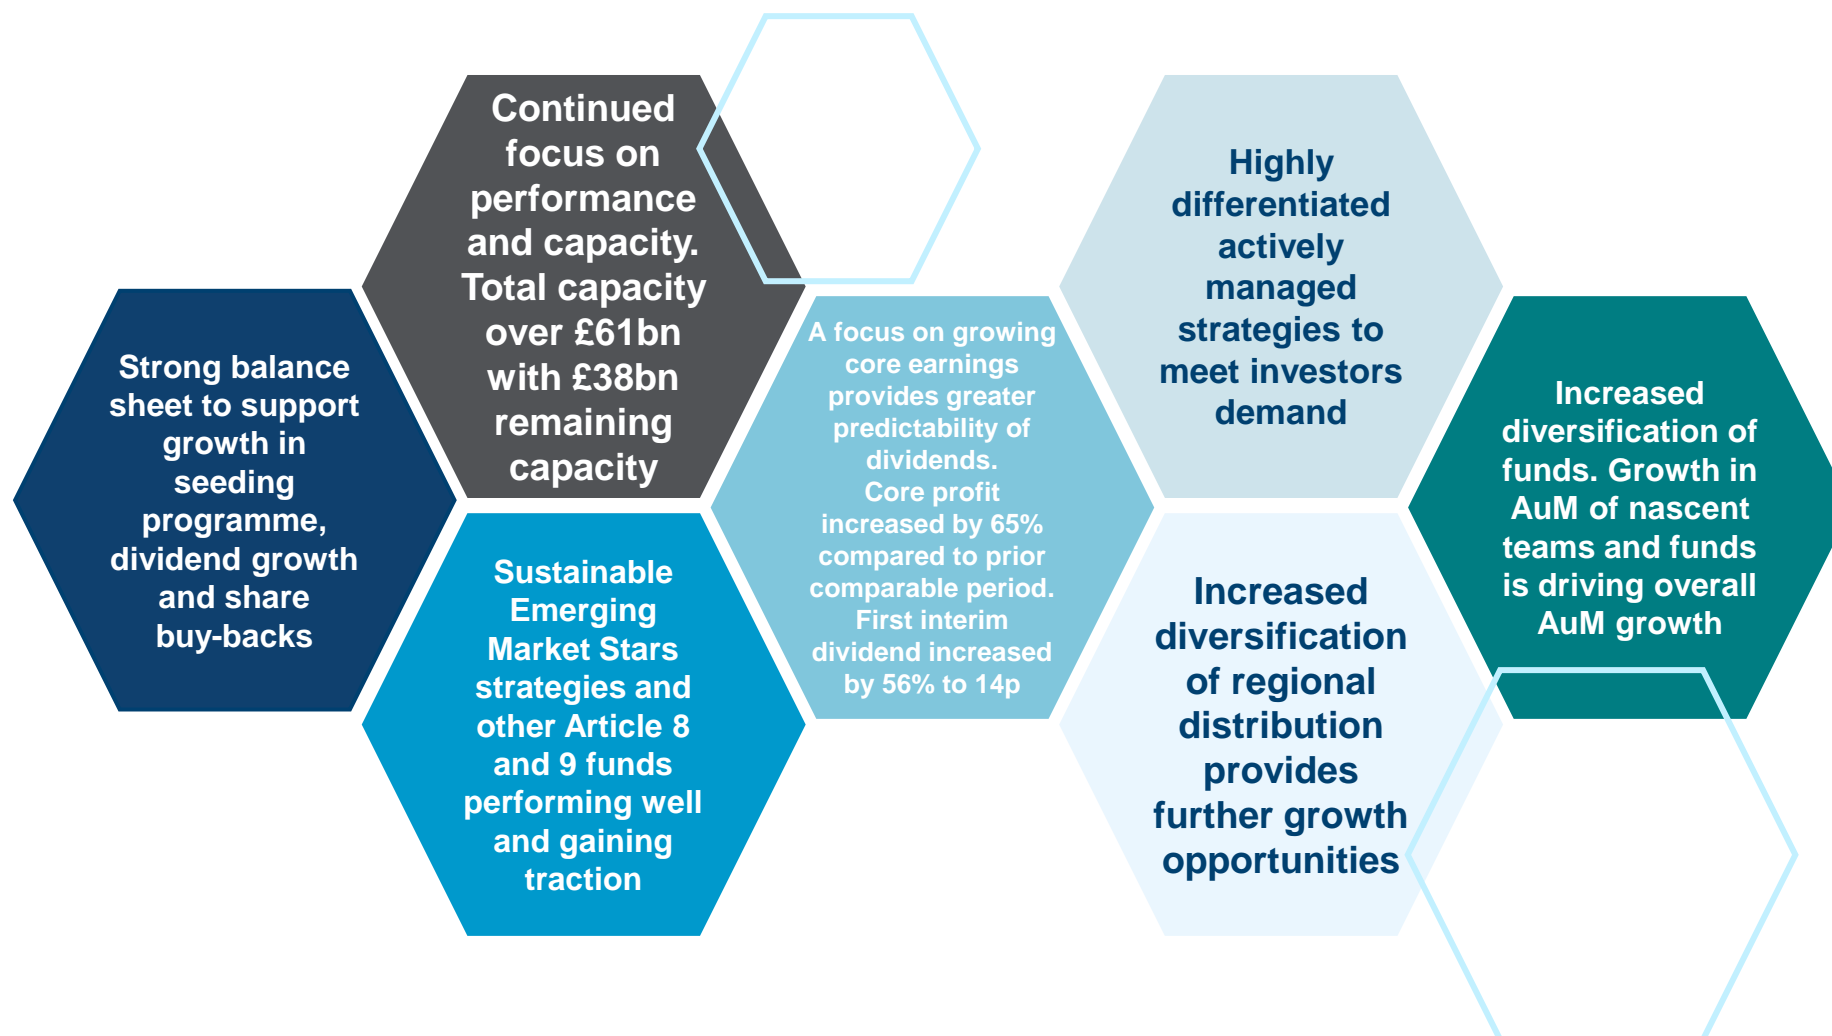 Strong balance
sheet to support
growth in
seeding
programme,
dividend growth
and share
buy-backs
Continued
focus on
performance
and capacity.
Total capacity
over £61bn
with £38bn
remaining
capacity
Sustainable
Emerging
Market Stars
strategies and
other Article 8
and 9 funds
performing well
and gaining
traction
A focus on growing
core earnings
provides greater
predictability of
dividends.
Core profit
increased by 65%
compared to prior
comparable period.
First interim
dividend increased
by 56% to 14p
Highly
differentiated
actively
managed
strategies to
meet investors
demand
Increased
diversification
of regional
distribution
provides
further growth
opportunities
Increased
diversification of
funds. Growth in
AuM of nascent
teams and funds
is driving overall
AuM growth